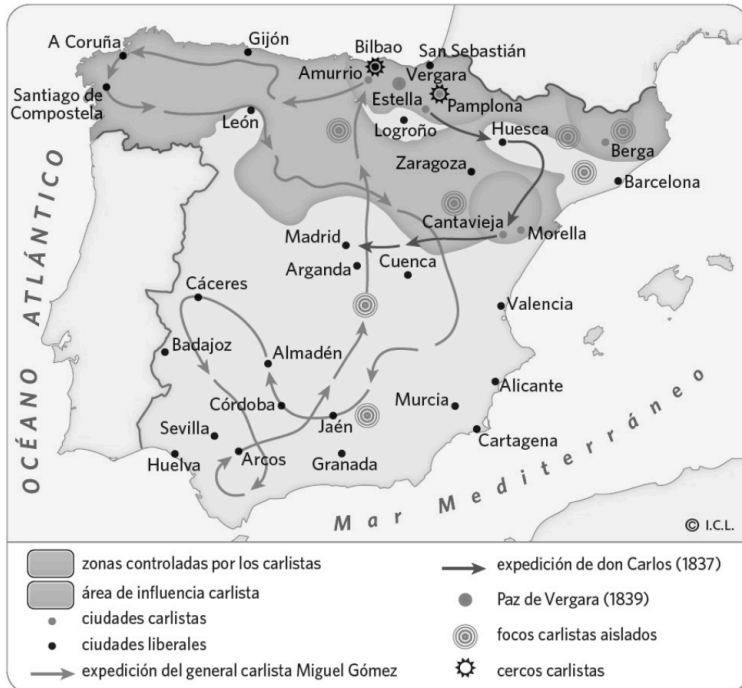 A Coruña
Gijón
Bilbao
San Sebastián
Amurrio
Vergara
Santiago de
Compostela
Estella
Pamplona
León
Logroño
Huesca
Berga
Zaragoza
Barcelona
Cantavieja
Morella
Madrid
Arganda
Cuenca
Cáceres
Valencia
Badajoz
Almadén
Alicante
Córdoba
Murcia
Sevilla
Jaén
Cartagena
Huelva
Arcos
Granada
OCÉANO ATLÁNTICO
Mar Mediterráneo
© I.C.L.
zonas controladas por los carlistas
área de influencia carlista
ciudades carlistas
ciudades liberales
expedición del general carlista Miguel Gómez
expedición de don Carlos (1837)
Paz de Vergara (1839)
focos carlistas aislados
cercos carlistas